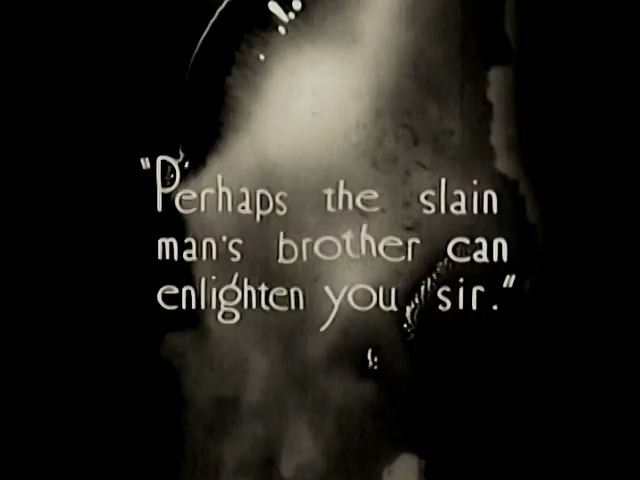 "Perhaps the slain
man's brother can
enlighten you sir."